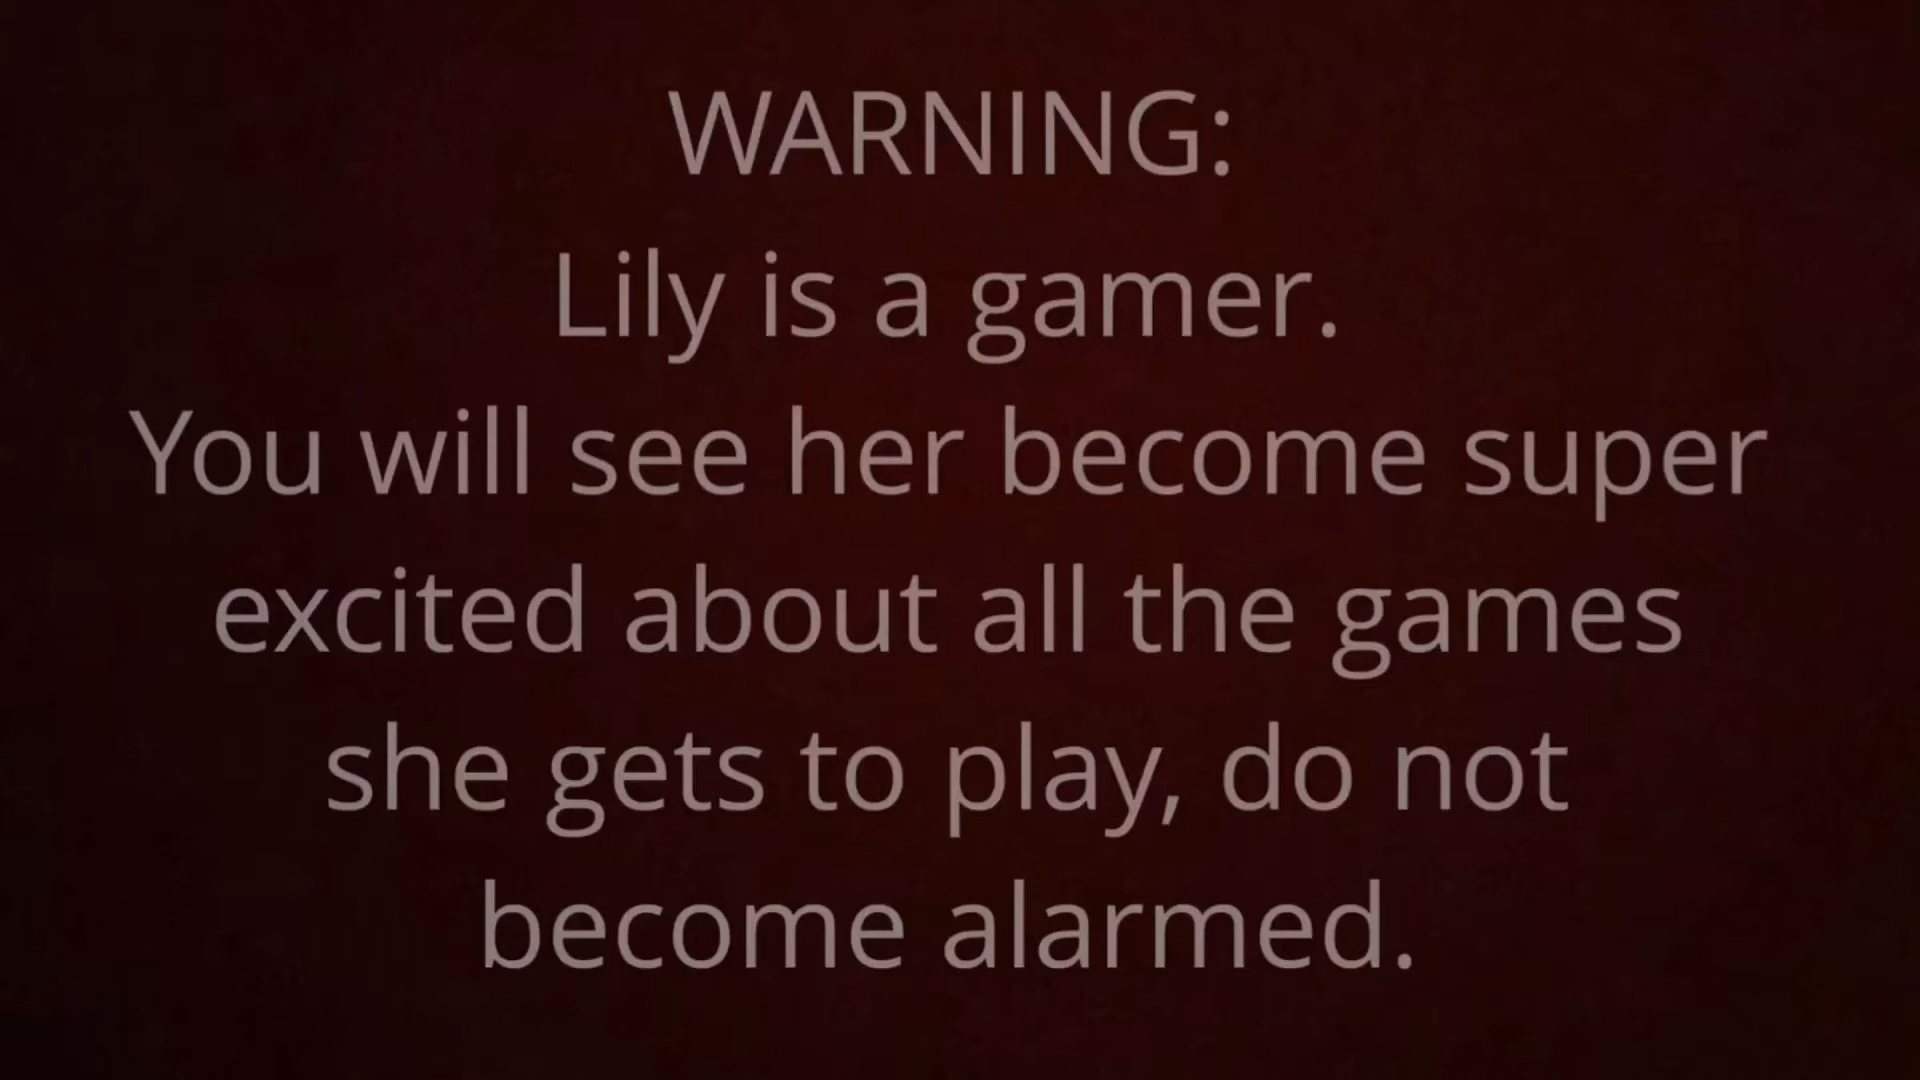 WARNING:
Lily is a gamer.
You will see her become super
excited about all the games
she gets to play, do not
become alarmed.